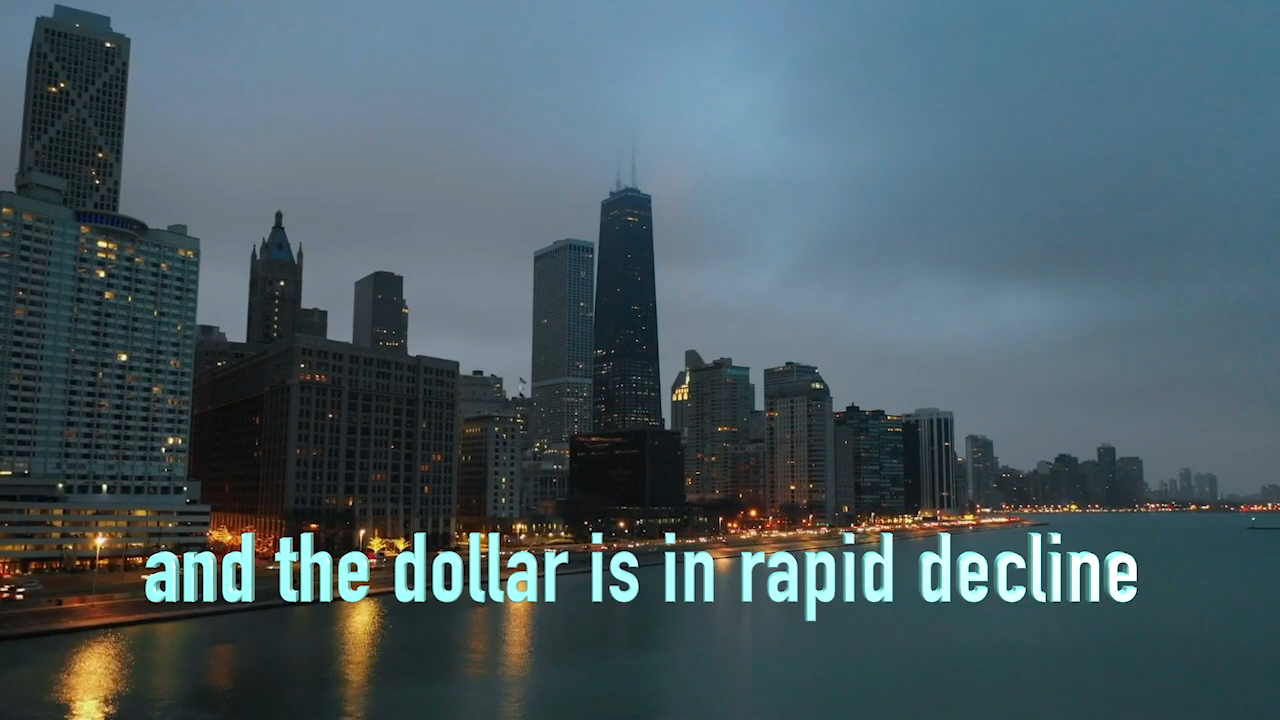 and the dollar is in rapid decline